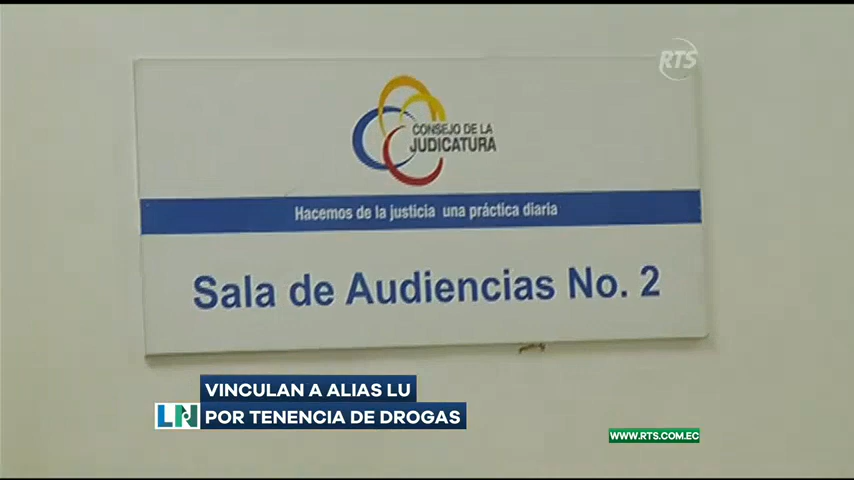 RTS
CONSEJO DE LA
JUDICATURA
Hacemos de la justicia una práctica diaria
Sala de Audiencias No. 2
VINCULAN A ALIAS LU
LN POR TENENCIA DE DROGAS
WWW.RTS.COM.EC